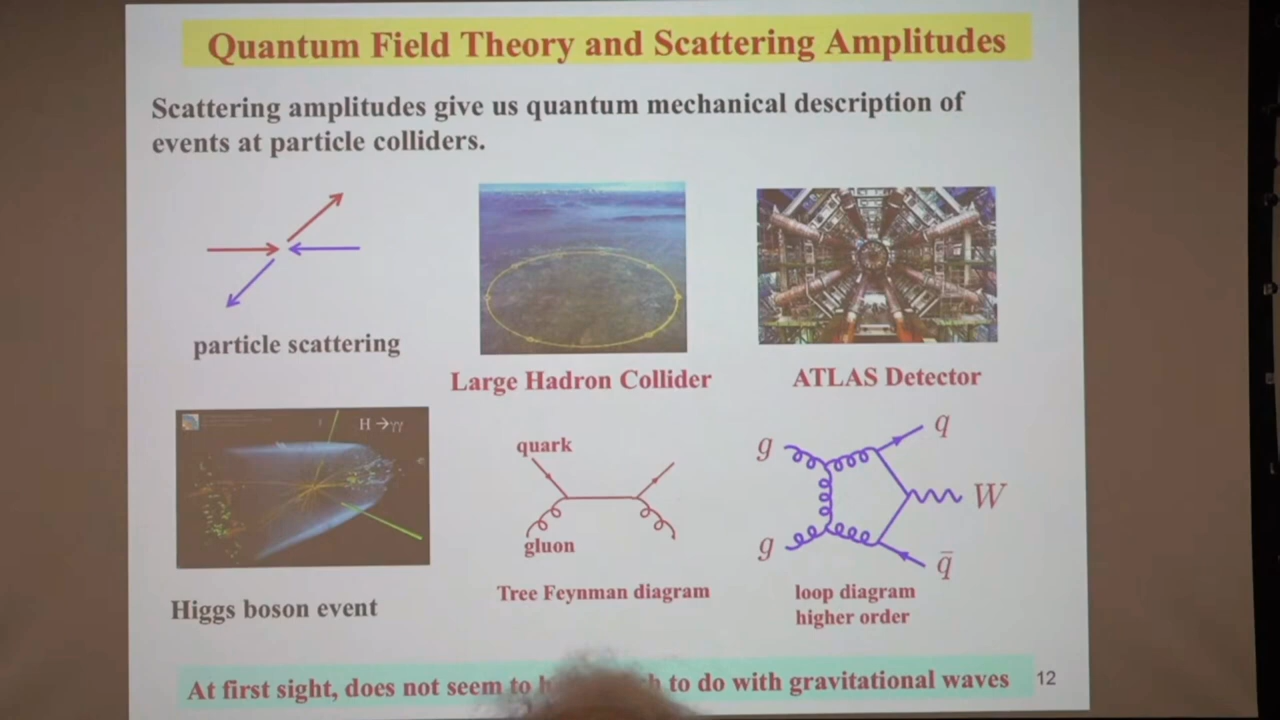 Quantum Field Theory and Scattering Amplitudes
Scattering amplitudes give us quantum mechanical description of
events at particle colliders.
particle scattering
Large Hadron Collider
ATLAS Detector
H →γγ
Higgs boson event
quark
gluon
Tree Feynman diagram
g
g
q
W
q̄
loop diagram
higher order
At first sight, does not seem to to do with gravitational waves
12